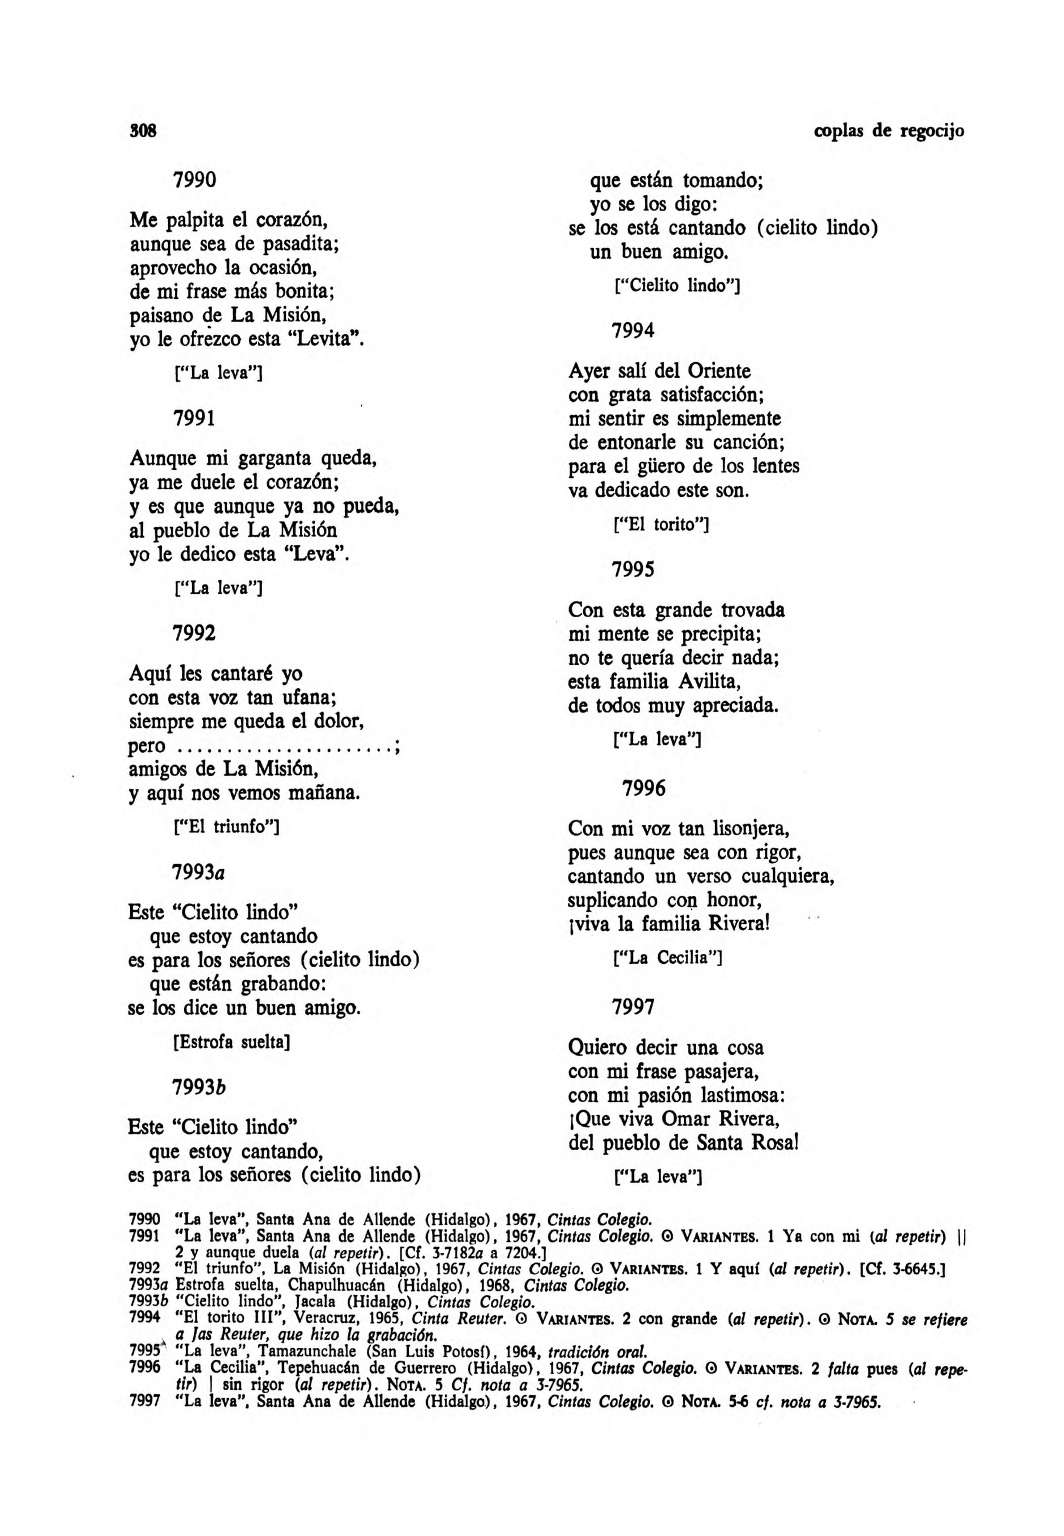 308
coplas de regocijo
7990
Me palpita el corazón,
aunque sea de pasadita;
aprovecho la ocasión,
de mi frase más bonita;
paisano de La Misión,
yo le ofrezco esta “Levita”.
[“La leva”]
7991
Aunque mi garganta queda,
ya me duele el corazón;
y es que aunque ya no pueda,
al pueblo de La Misión
yo le dedico esta “Leva”.
[“La leva”]
7992
Aquí les cantaré yo
con esta voz tan ufana;
siempre me queda el dolor,
pero ......................;
amigos de La Misión,
y aquí nos vemos mañana.
[“El triunfo”]
7993a
Este “Cielito lindo”
que estoy cantando
es para los señores (cielito lindo)
que están grabando:
se los dice un buen amigo.
[Estrofa suelta]
7993b
Este “Cielito lindo”
que estoy cantando,
es para los señores (cielito lindo)
que están tomando;
yo se los digo:
se los está cantando (cielito lindo)
un buen amigo.
[“Cielito lindo”]
7994
Ayer salí del Oriente
con grata satisfacción;
mi sentir es simplemente
de entonarle su canción;
para el güero de los lentes
va dedicado este son.
[“El torito”]
7995
Con esta grande trovada
mi mente se precipita;
no te quería decir nada;
esta familia Avilita,
de todos muy apreciada.
[“La leva”]
7996
Con mi voz tan lisonjera,
pues aunque sea con rigor,
cantando un verso cualquiera,
suplicando con honor,
¡viva la familia Rivera!
[“La Cecilia”]
7997
Quiero decir una cosa
con mi frase pasajera,
con mi pasión lastimosa:
¡Que viva Omar Rivera,
del pueblo de Santa Rosa!
[“La leva”]
7990 “La leva”, Santa Ana de Allende (Hidalgo), 1967, Cintas Colegio.
7991 “La leva”, Santa Ana de Allende (Hidalgo), 1967, Cintas Colegio. ⊙ VARIANTES. 1 Ya con mi (al repetir) ||
2 y aunque duela (al repetir). [Cf. 3-7182a a 7204.]
7992 “El triunfo”, La Misión (Hidalgo), 1967, Cintas Colegio. ⊙ VARIANTES. 1 Y aquí (al repetir). [Cf. 3-6645.]
7993a Estrofa suelta, Chapulhuacán (Hidalgo), 1968, Cintas Colegio.
7993b “Cielito lindo”, Jacala (Hidalgo), Cintas Colegio.
7994 “El torito III”, Veracruz, 1965, Cinta Reuter. ⊙ VARIANTES. 2 con grande (al repetir). ⊙ NOTA. 5 se refiere
a Jas Reuter, que hizo la grabación.
7995 “La leva”, Tamazunchale (San Luis Potosí), 1964, tradición oral.
7996 “La Cecilia”, Tepehuacán de Guerrero (Hidalgo), 1967, Cintas Colegio. ⊙ VARIANTES. 2 falta pues (al repe-
tir) | sin rigor (al repetir). NOTA. 5 Cf. nota a 3-7965.
7997 “La leva”, Santa Ana de Allende (Hidalgo), 1967, Cintas Colegio. ⊙ NOTA. 5-6 cf. nota a 3-7965.